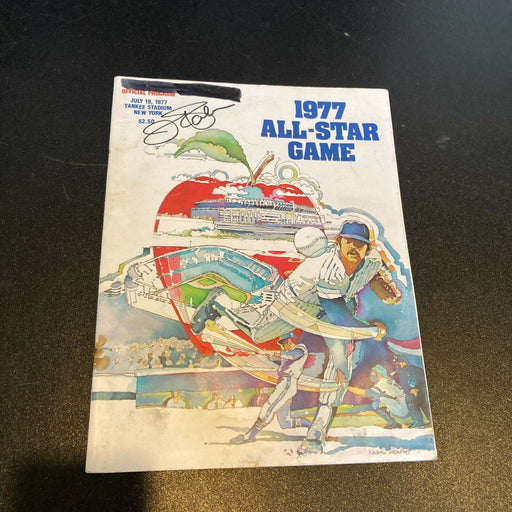 OFFICIAL PROGRAM
JULY 19, 1977
YANKEE STADIUM
NEW YORK
$2.50
1977
ALL-STAR
GAME